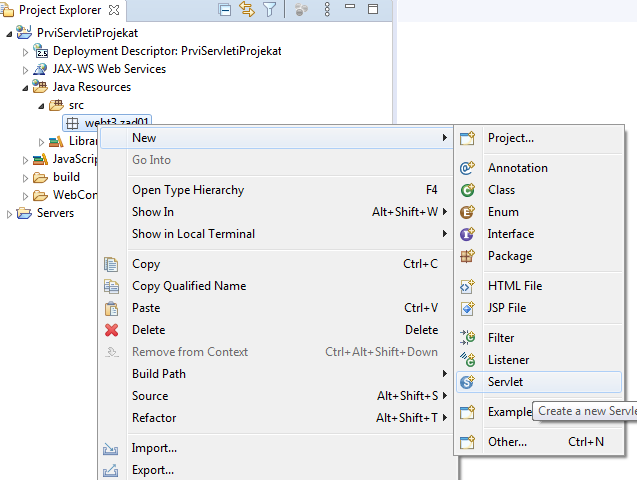 Project Explorer
PrviServletiProjekat
Deployment Descriptor: PrviServletiProjekat
JAX-WS Web Services
Java Resources
src
webt3.zad01
Librar
JavaScrip
build
WebCon
Servers
New
Go Into
Open Type Hierarchy F4
Show In Alt+Shift+W
Show in Local Terminal
Copy Ctrl+C
Copy Qualified Name
Paste Ctrl+V
Delete Delete
Remove from Context Ctrl+Alt+Shift+Down
Build Path
Source Alt+Shift+S
Refactor Alt+Shift+T
Import...
Export...
Project...
Annotation
Class
Enum
Interface
Package
HTML File
JSP File
Filter
Listener
Servlet
Example
Create a new Servle
Other... Ctrl+N